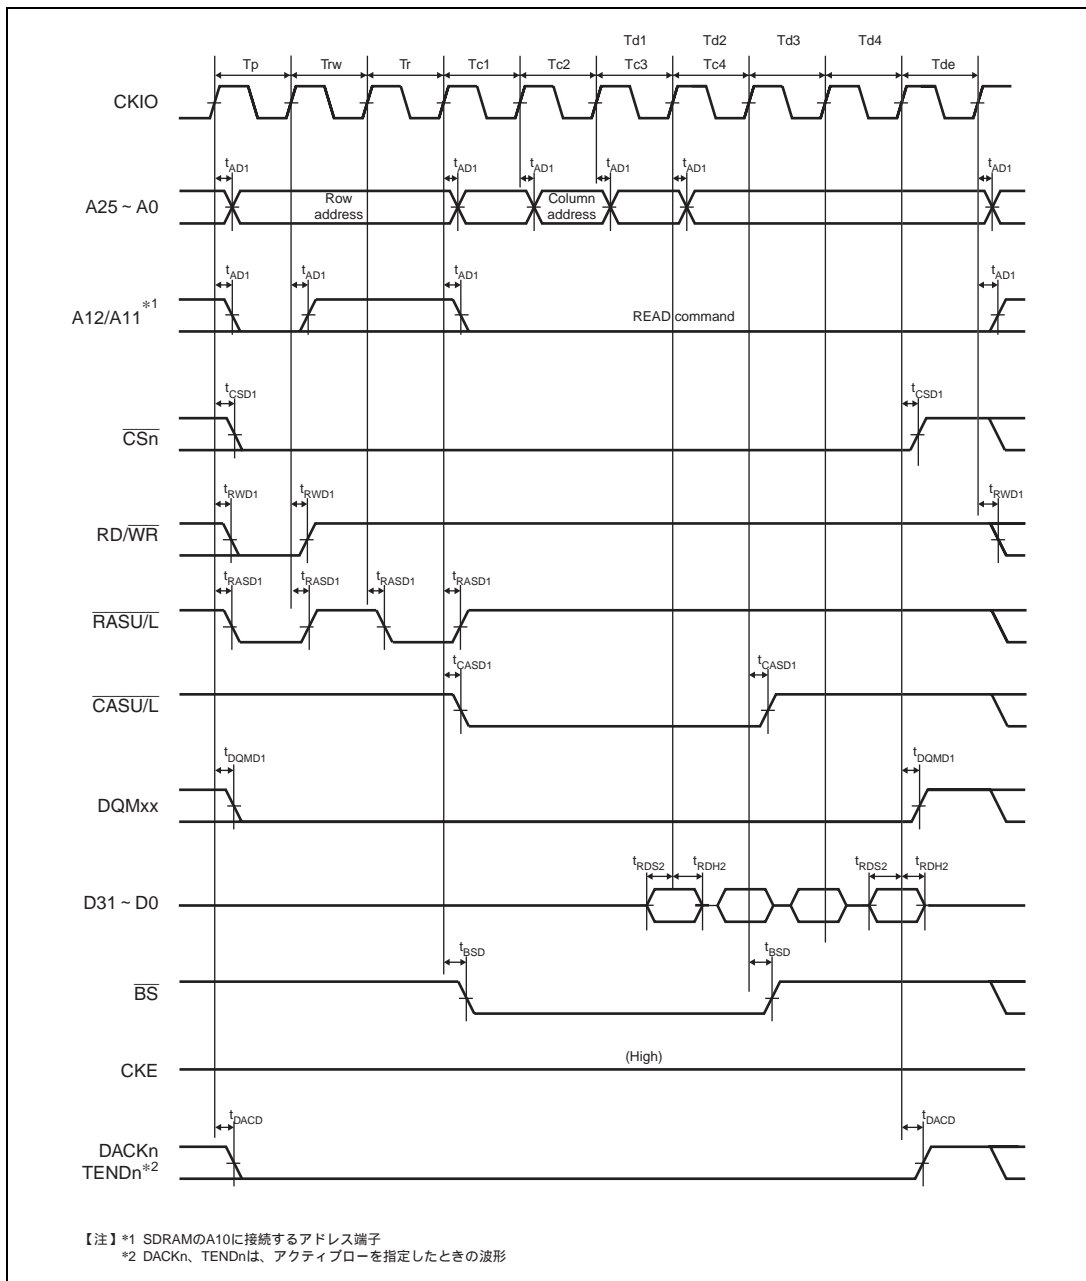 Td1 Td2 Td3 Td4
Tp Trw Tr Tc1 Tc2 Tc3 Tc4 Tde
CKIO
tAD1 tAD1 tAD1 tAD1 tAD1 tAD1
A25 ~ A0
Row address
Column address
tAD1 tAD1 tAD1 tAD1
A12/A11 *1
READ command
tCSD1 tCSD1
CSn
tRWD1 tRWD1 tRWD1
RD/WR
tRASD1 tRASD1 tRASD1 tRASD1
RASU/L
tCASD1 tCASD1
CASU/L
tDQMD1 tDQMD1
DQMxx
tRDS2 tRDH2 tRDS2 tRDH2
D31 ~ D0
tBSD tBSD
BS
(High)
CKE
tDACD tDACD
DACKn
TENDn*2
【注】*1 SDRAMのA10に接続するアドレス端子
*2 DACKn、TENDnは、アクティブローを指定したときの波形